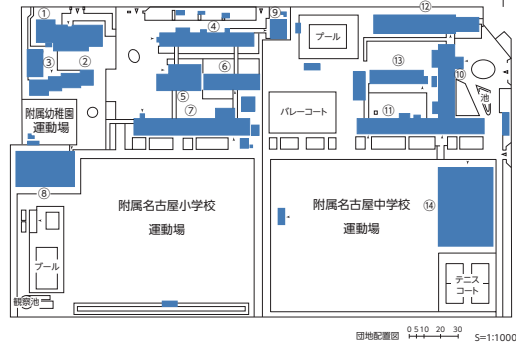 ①
②
③
④
⑤
⑥
⑦
⑧
⑨
プール
⑫
⑬
⑩
池
バレーコート
⑪
附属幼稚園
運動場
附属名古屋小学校
運動場
附属名古屋中学校
運動場
⑭
プール
観察池
テニス
コート
団地配置図 0 5 10 20 30 S=1:1000